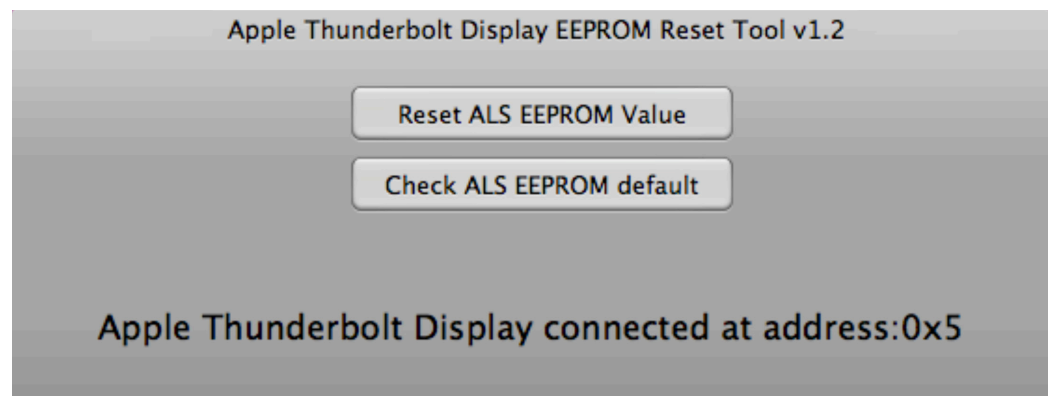 Apple Thunderbolt Display EEPROM Reset Tool v1.2
Reset ALS EEPROM Value
Check ALS EEPROM default
Apple Thunderbolt Display connected at address:0x5